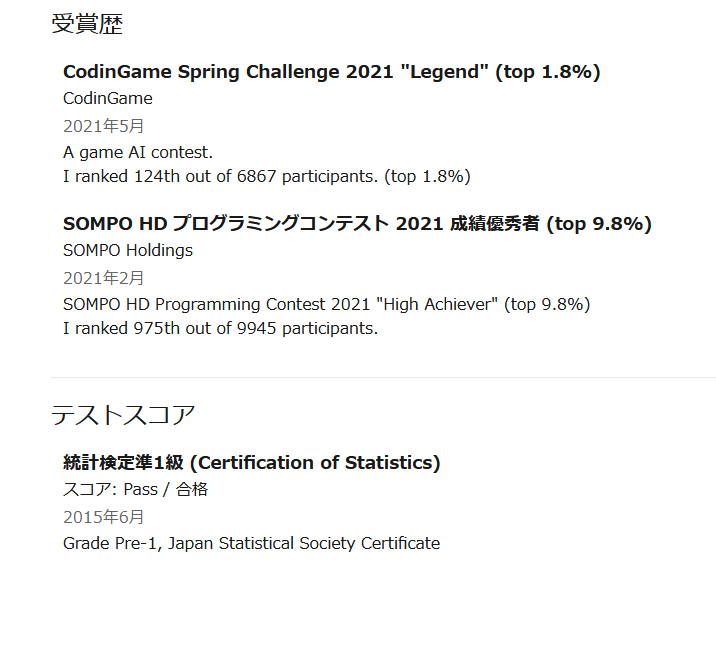 受賞歴
CodinGame Spring Challenge 2021 "Legend" (top 1.8%)
CodinGame
2021年5月
A game AI contest.
I ranked 124th out of 6867 participants. (top 1.8%)
SOMPO HD プログラミングコンテスト 2021 成績優秀者 (top 9.8%)
SOMPO Holdings
2021年2月
SOMPO HD Programming Contest 2021 "High Achiever" (top 9.8%)
I ranked 975th out of 9945 participants.
テストスコア
統計検定準1級 (Certification of Statistics)
スコア: Pass / 合格
2015年6月
Grade Pre-1, Japan Statistical Society Certificate